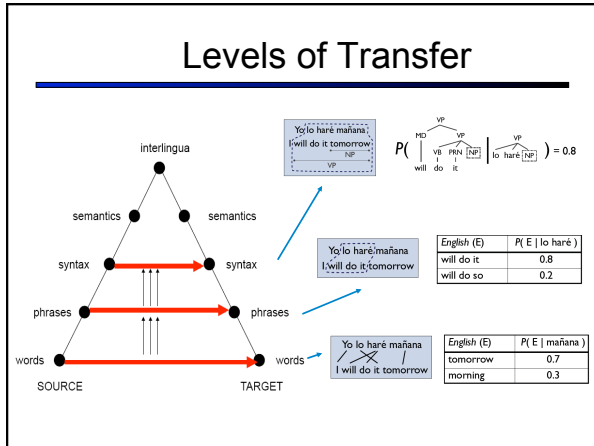 Levels of Transfer
interlingua
semantics semantics
syntax syntax
phrases phrases
words words
SOURCE TARGET
Yo lo haré mañana
I will do it tomorrow
NP
VP
P( VP
MD VP
VB PRN NP
will do it
| VP
lo haré NP ) = 0.8
Yo lo haré mañana
I will do it tomorrow
English (E) P( E | lo haré )
will do it 0.8
will do so 0.2
Yo lo haré mañana
I will do it tomorrow
English (E) P( E | mañana )
tomorrow 0.7
morning 0.3